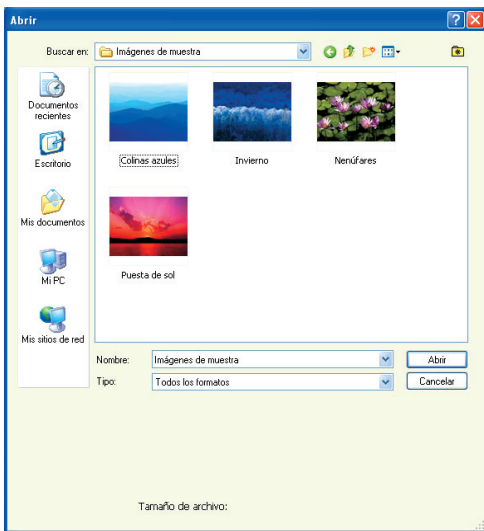 Abrir
Buscar en: Imágenes de muestra
Documentos
recientes
Escritorio
Mis documentos
Mi PC
Mis sitios de red
Colinas azules Invierno Nenúfares
Puesta de sol
Nombre: Imágenes de muestra Abrir
Tipo: Todos los formatos Cancelar
Tamaño de archivo: